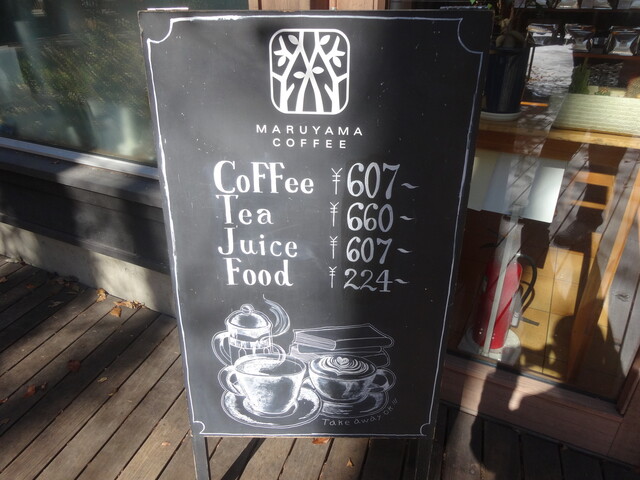 MARUYAMA
COFFEE
CoFFee ¥607~
Tea ¥660~
Juice ¥607~
Food ¥224~
Take away OK